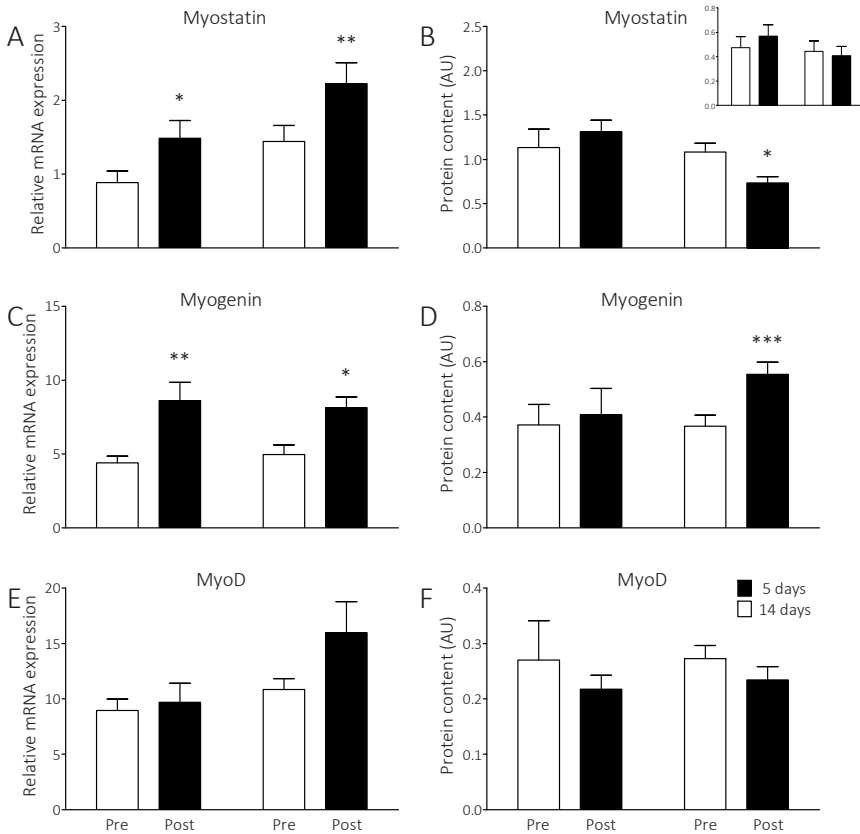 A
Myostatin
Relative mRNA expression
3
2
1
0
*
**
B
Myostatin
Protein content (AU)
2.5
2.0
1.5
1.0
0.5
0.0
*
0.8
0.6
0.4
0.2
0.0
C
Myogenin
Relative mRNA expression
15
10
5
0
**
*
D
Myogenin
Protein content (AU)
0.8
0.6
0.4
0.2
0.0
***
E
MyoD
Relative mRNA expression
20
15
10
5
0
Pre Post Pre Post
F
MyoD
Protein content (AU)
0.4
0.3
0.2
0.1
0.0
5 days
14 days
Pre Post Pre Post